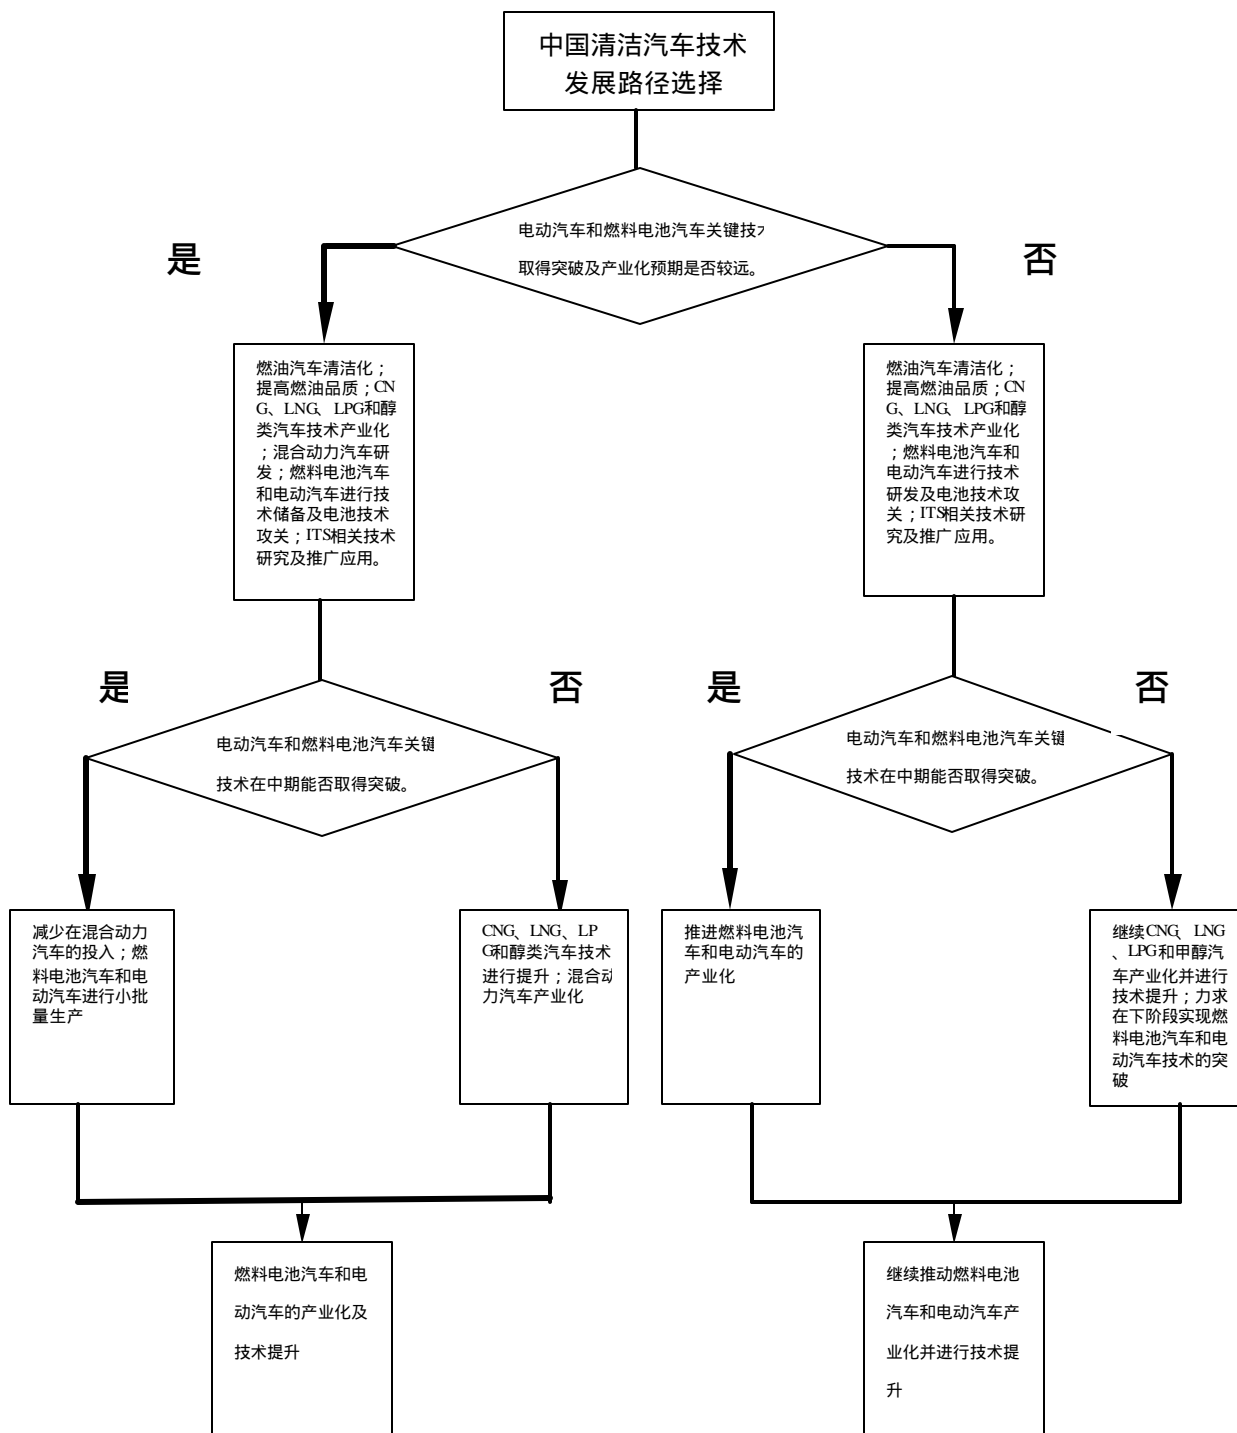 中国清洁汽车技术
发展路径选择
电动汽车和燃料电池汽车关键技
取得突破及产业化预期是否较远。
是
否
燃油汽车清洁化；
提高燃油品质；CN
G、LNG、LPG和醇
类汽车技术产业化
；混合动力汽车研
发；燃料电池汽车
和电动汽车进行技
术储备及电池技术
攻关；ITS相关技术
研究及推广应用。
燃油汽车清洁化；
提高燃油品质；CN
G、LNG、LPG和醇
类汽车技术产业化
；燃料电池汽车和
电动汽车进行技术
研发及电池技术攻
关；ITS相关技术研
究及推广应用。
是
否
电动汽车和燃料电池汽车关键
技术在中期能否取得突破。
是
否
电动汽车和燃料电池汽车关键
技术在中期能否取得突破。
减少在混合动力
汽车的投入；燃
料电池汽车和电
动汽车进行小批
量生产
CNG、LNG、LP
G和醇类汽车技术
进行提升；混合动
力汽车产业化
推进燃料电池汽
车和电动汽车的
产业化
继续CNG、LNG
、LPG和甲醇汽
车产业化并进行
技术提升；力求
在下阶段实现燃
料电池汽车和电
动汽车技术的突
破
燃料电池汽车和电
动汽车的产业化及
技术提升
继续推动燃料电池
汽车和电动汽车产
业化并进行技术提
升